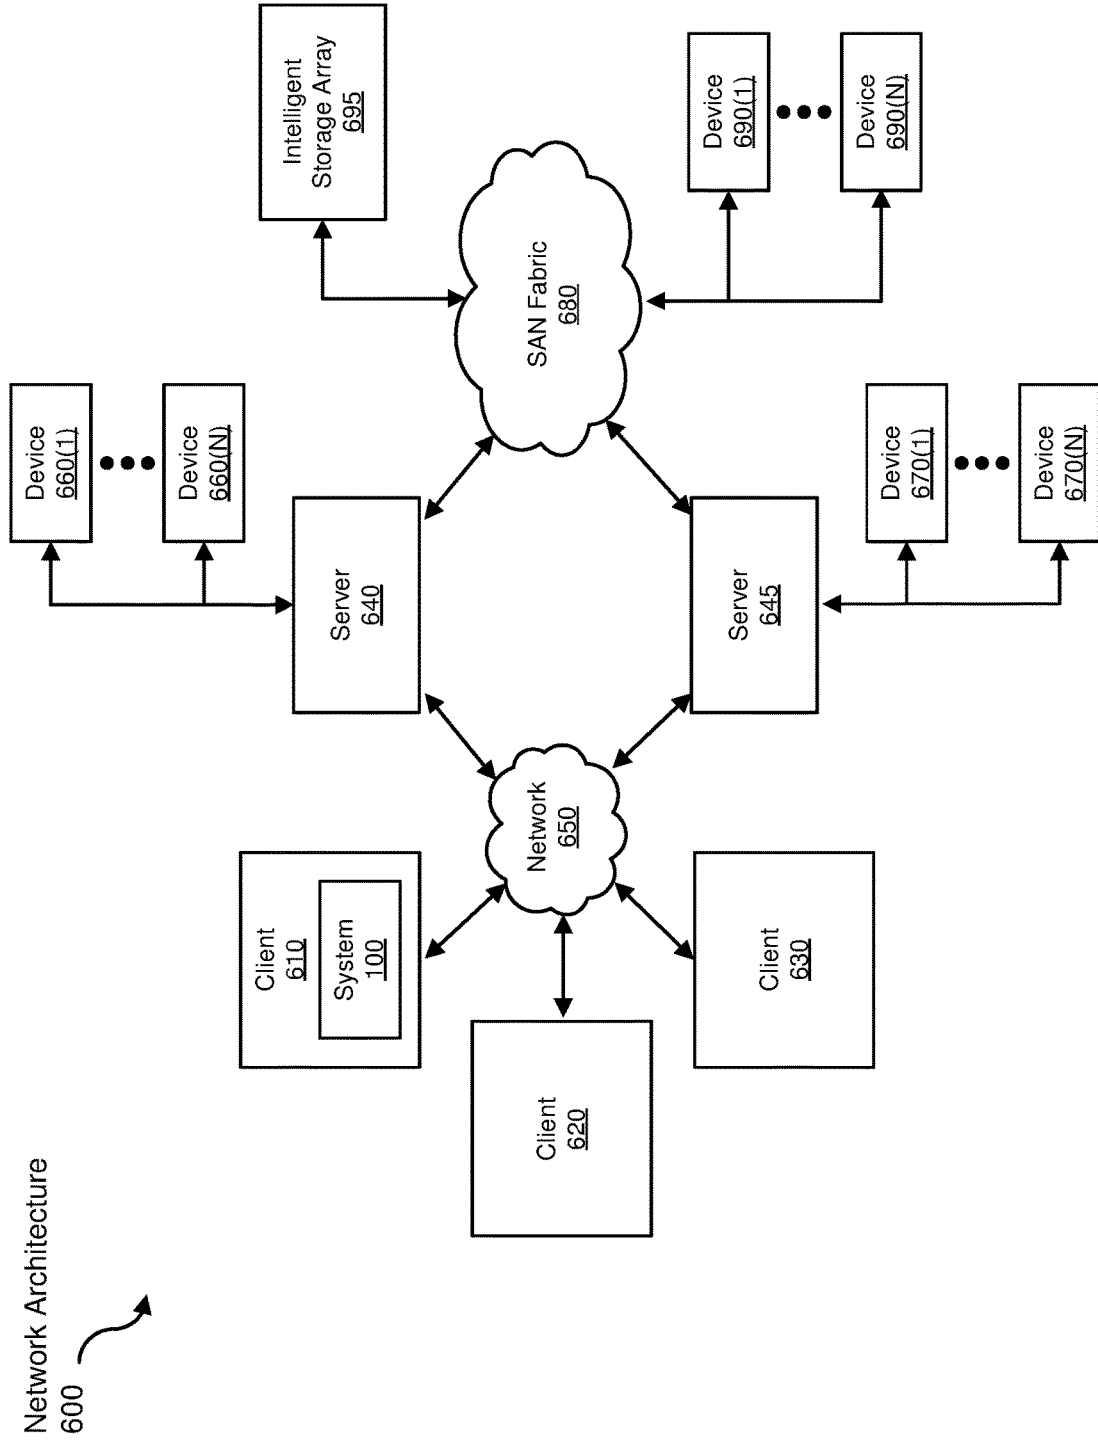 Network Architecture
600
Client
610
System
100
Client
620
Client
630
Network
650
Server
640
Server
645
Device
660(1)
Device
660(N)
Device
670(1)
Device
670(N)
SAN Fabric
680
Intelligent
Storage Array
695
Device
690(1)
Device
690(N)